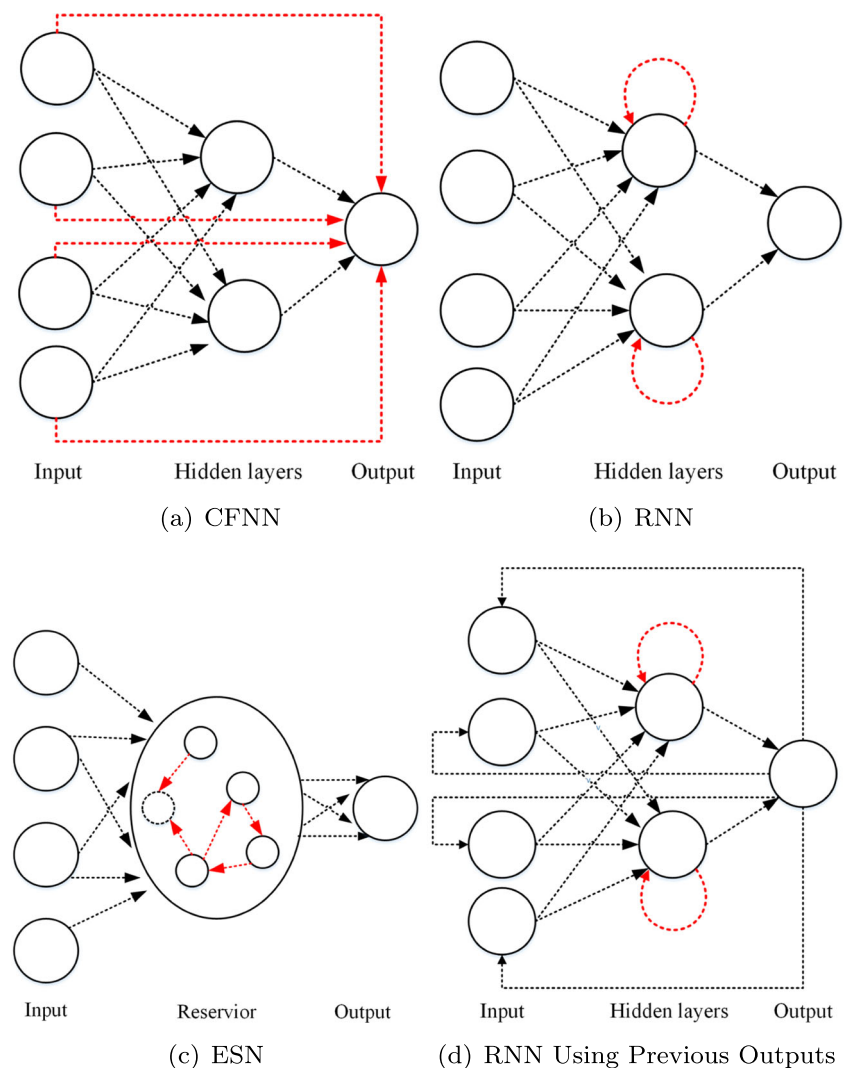 Input Hidden layers Output
(a) CFNN
Input Hidden layers Output
(b) RNN
Input Reservior Output
(c) ESN
Input Hidden layers Output
(d) RNN Using Previous Outputs